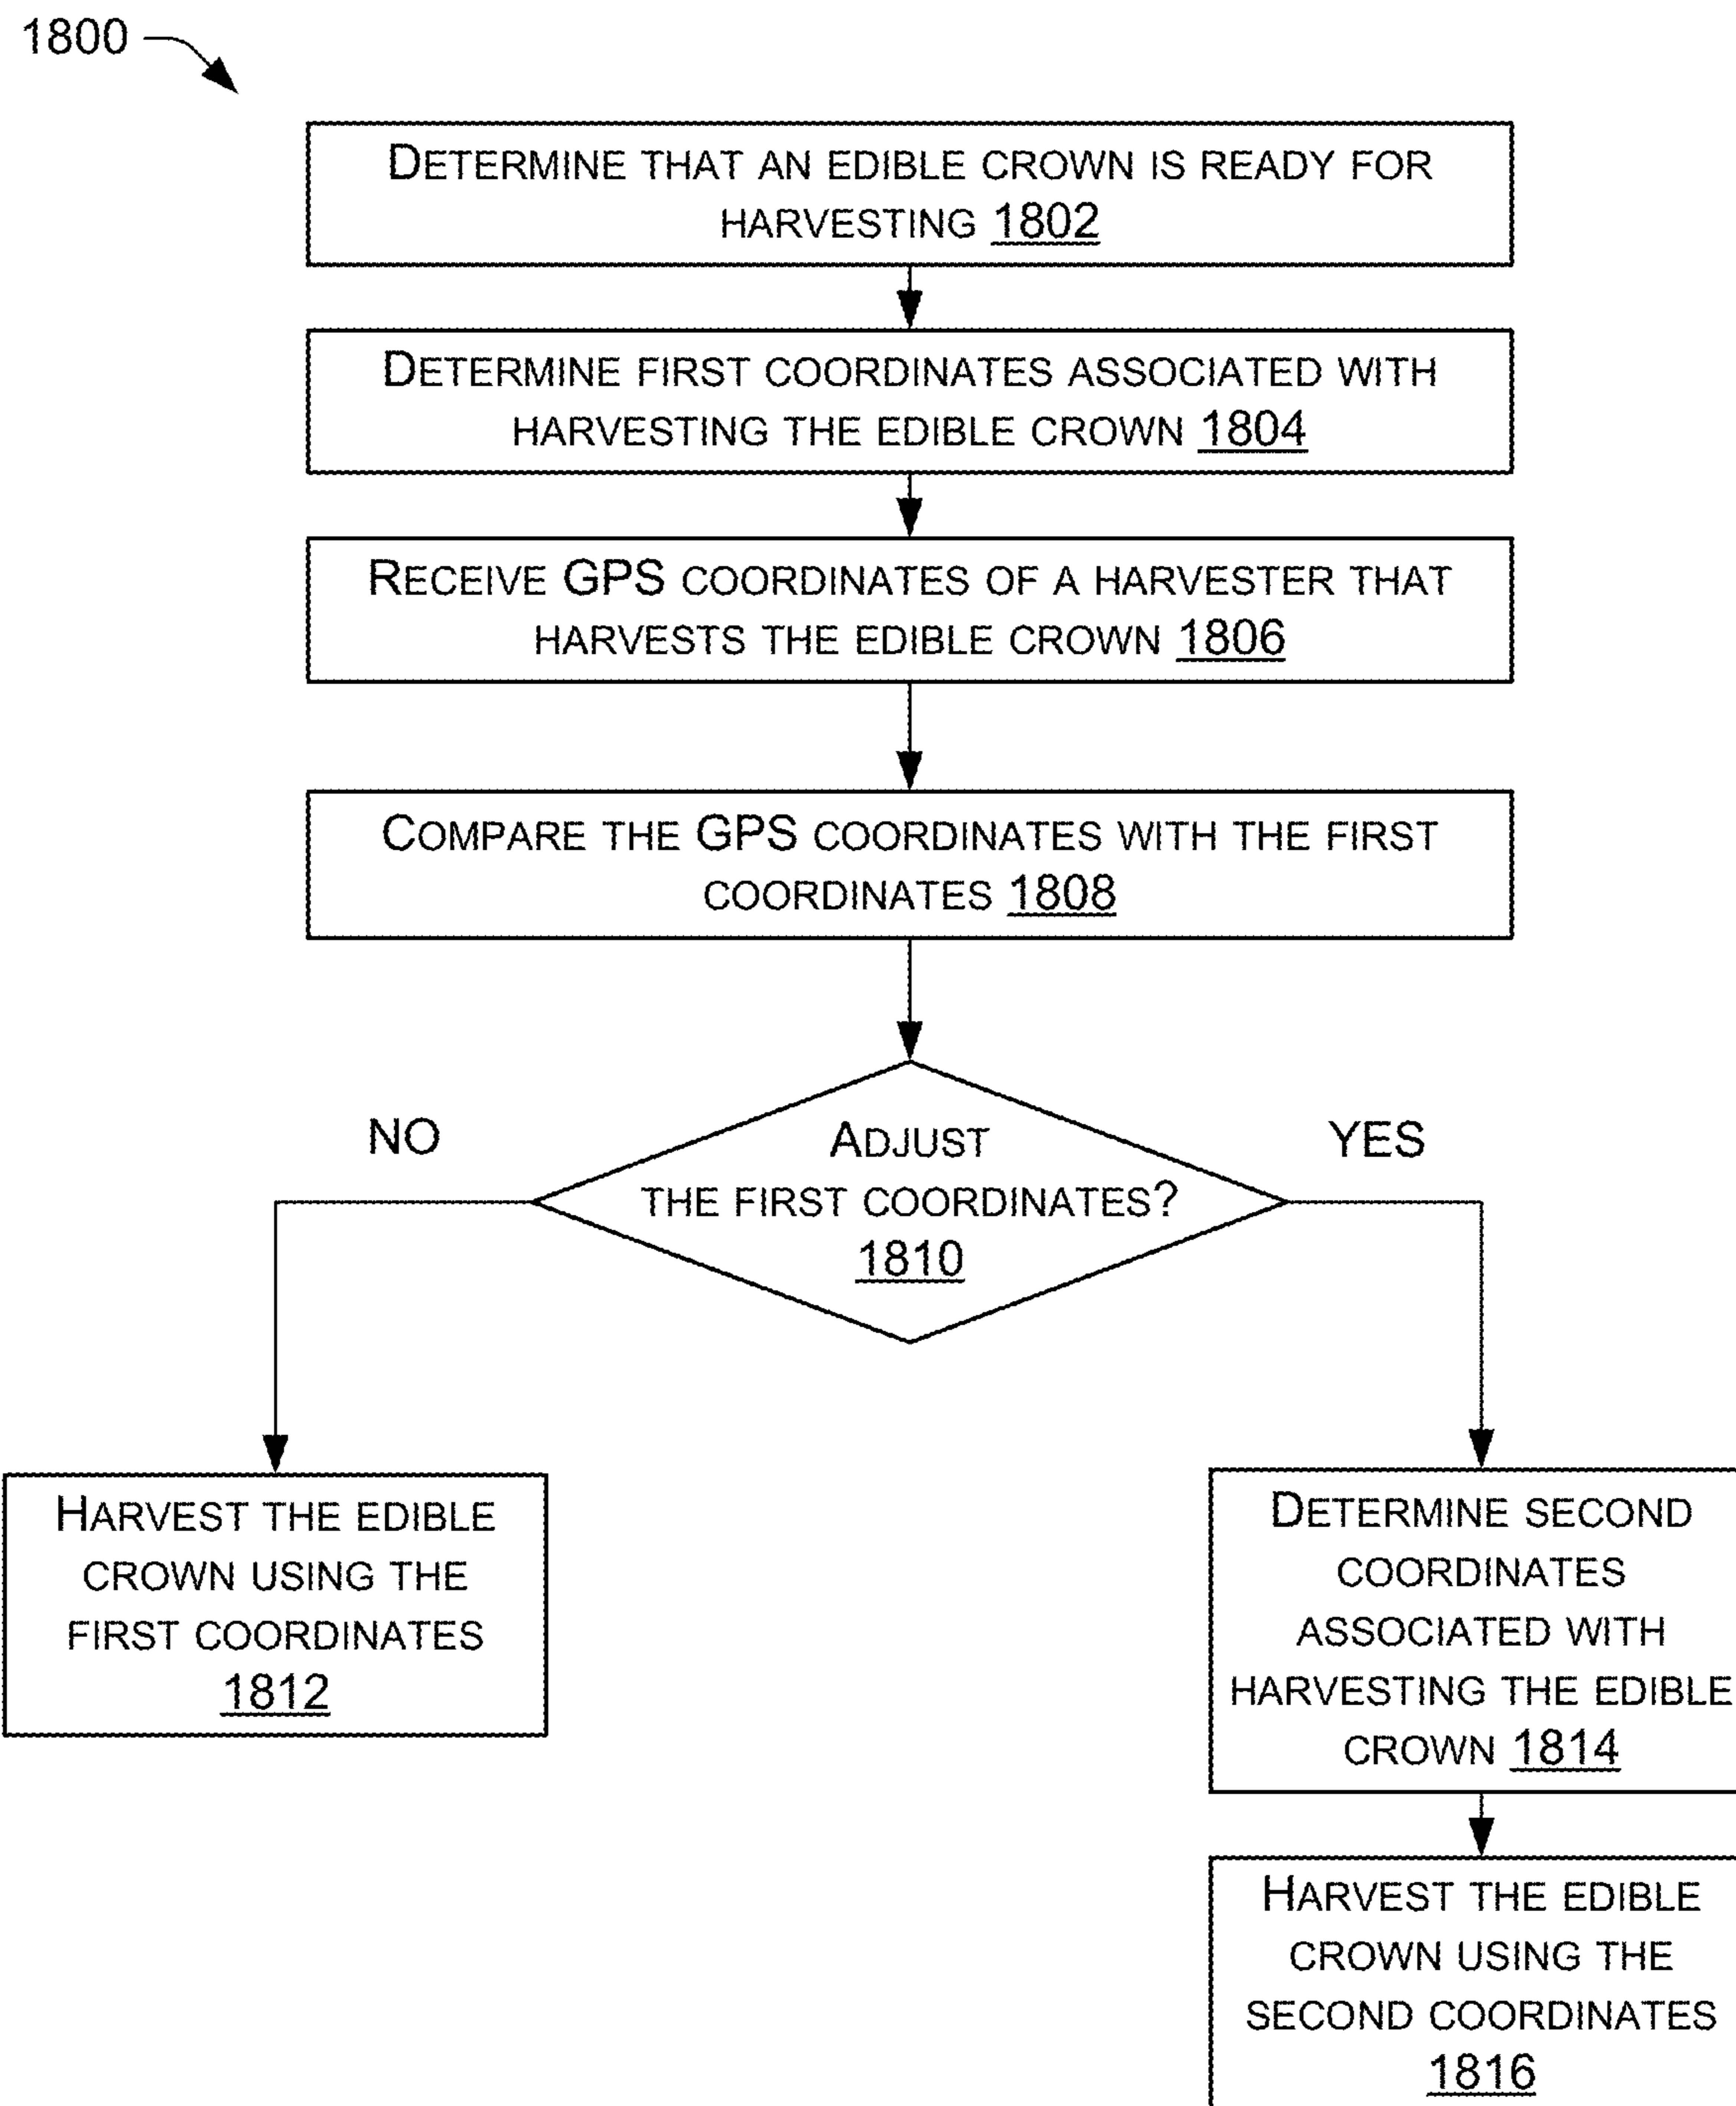 1800
DETERMINE THAT AN EDIBLE CROWN IS READY FOR
HARVESTING 1802
DETERMINE FIRST COORDINATES ASSOCIATED WITH
HARVESTING THE EDIBLE CROWN 1804
RECEIVE GPS COORDINATES OF A HARVESTER THAT
HARVESTS THE EDIBLE CROWN 1806
COMPARE THE GPS COORDINATES WITH THE FIRST
COORDINATES 1808
ADJUST
THE FIRST COORDINATES?
1810
NO
YES
HARVEST THE EDIBLE
CROWN USING THE
FIRST COORDINATES
1812
DETERMINE SECOND
COORDINATES
ASSOCIATED WITH
HARVESTING THE EDIBLE
CROWN 1814
HARVEST THE EDIBLE
CROWN USING THE
SECOND COORDINATES
1816